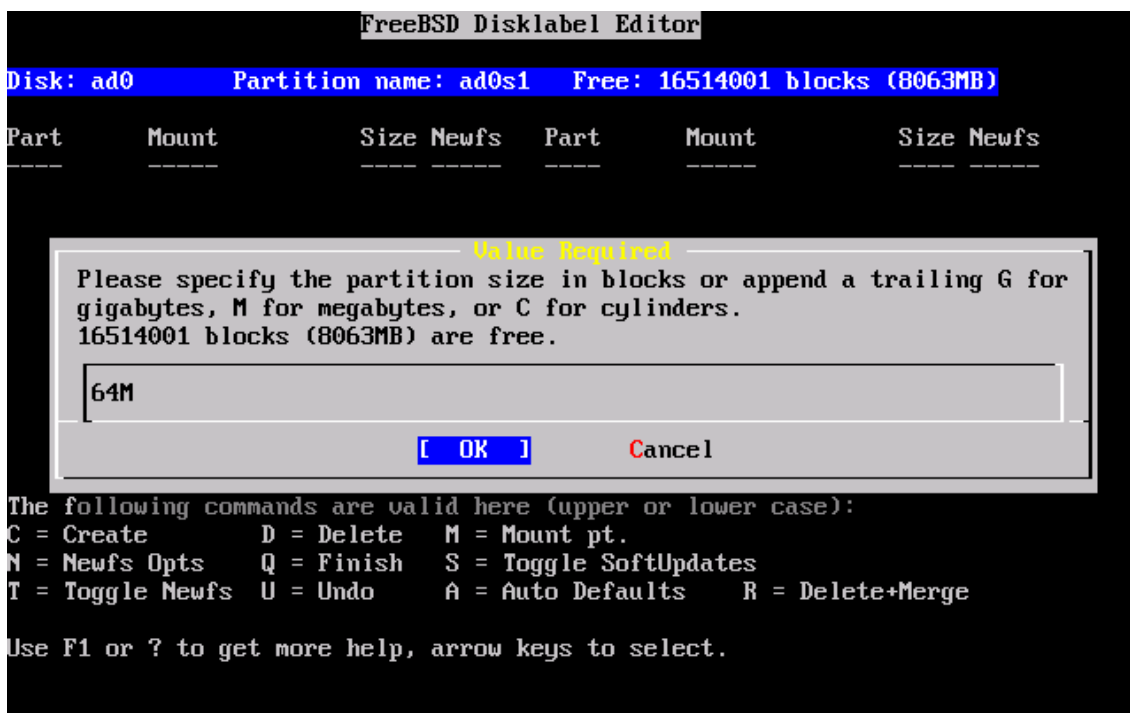 FreeBSD Disklabel Editor
Disk: ad0 Partition name: ad0s1 Free: 16514001 blocks (8063MB)
Part Mount Size Newfs Part Mount Size Newfs
---- ----- ---- ----- ---- ----- ---- -----
Value Required
Please specify the partition size in blocks or append a trailing G for
gigabytes, M for megabytes, or C for cylinders.
16514001 blocks (8063MB) are free.
64M
[ OK ] Cancel
The following commands are valid here (upper or lower case):
C = Create D = Delete M = Mount pt.
N = Newfs Opts Q = Finish S = Toggle SoftUpdates
T = Toggle Newfs U = Undo A = Auto Defaults R = Delete+Merge
Use F1 or ? to get more help, arrow keys to select.